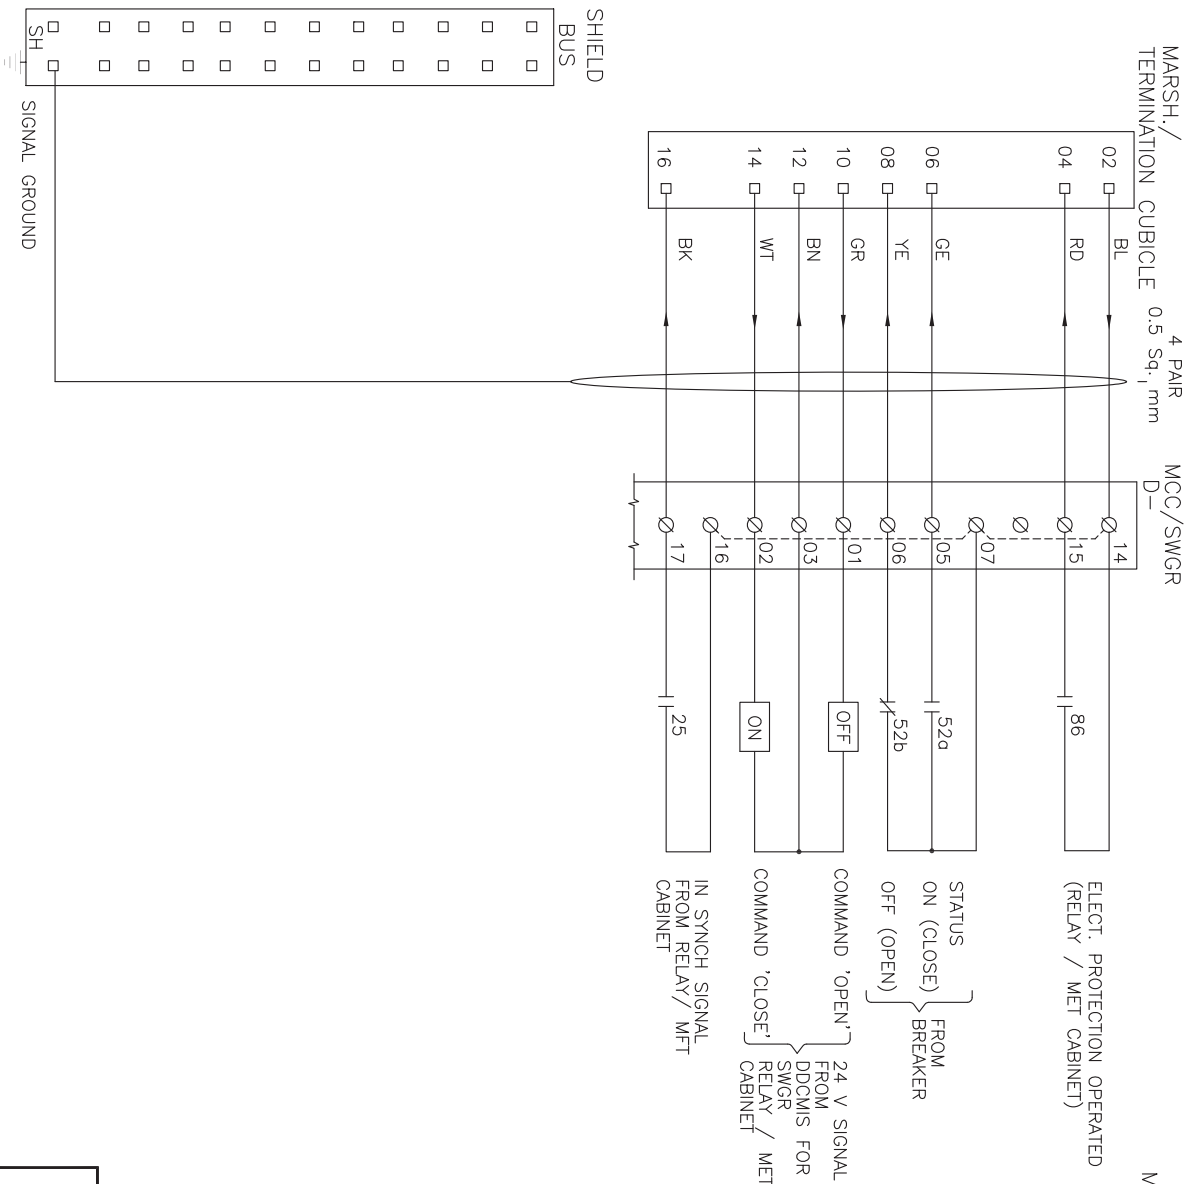 MARSH./
TERMINATION CUBICLE
02
04
06
08
10
12
14
16
BL
RD
GE
YE
GR
BN
WT
BK
4 PAIR
0.5 Sq. mm
MCC/SWGR
D-
14
15
07
05
06
01
03
02
16
17
86
52a
52b
OFF
ON
25
ELECT. PROTECTION OPERATED
(RELAY / MET CABINET)
STATUS
ON (CLOSE)
OFF (OPEN)
FROM
BREAKER
COMMAND 'OPEN'
COMMAND 'CLOSE'
24 V SIGNAL
FROM
DDCMIS FOR
SWGR
RELAY / MET
CABINET
IN SYNCH SIGNAL
FROM RELAY/ MFT
CABINET
SHIELD
BUS
SH
SIGNAL GROUND